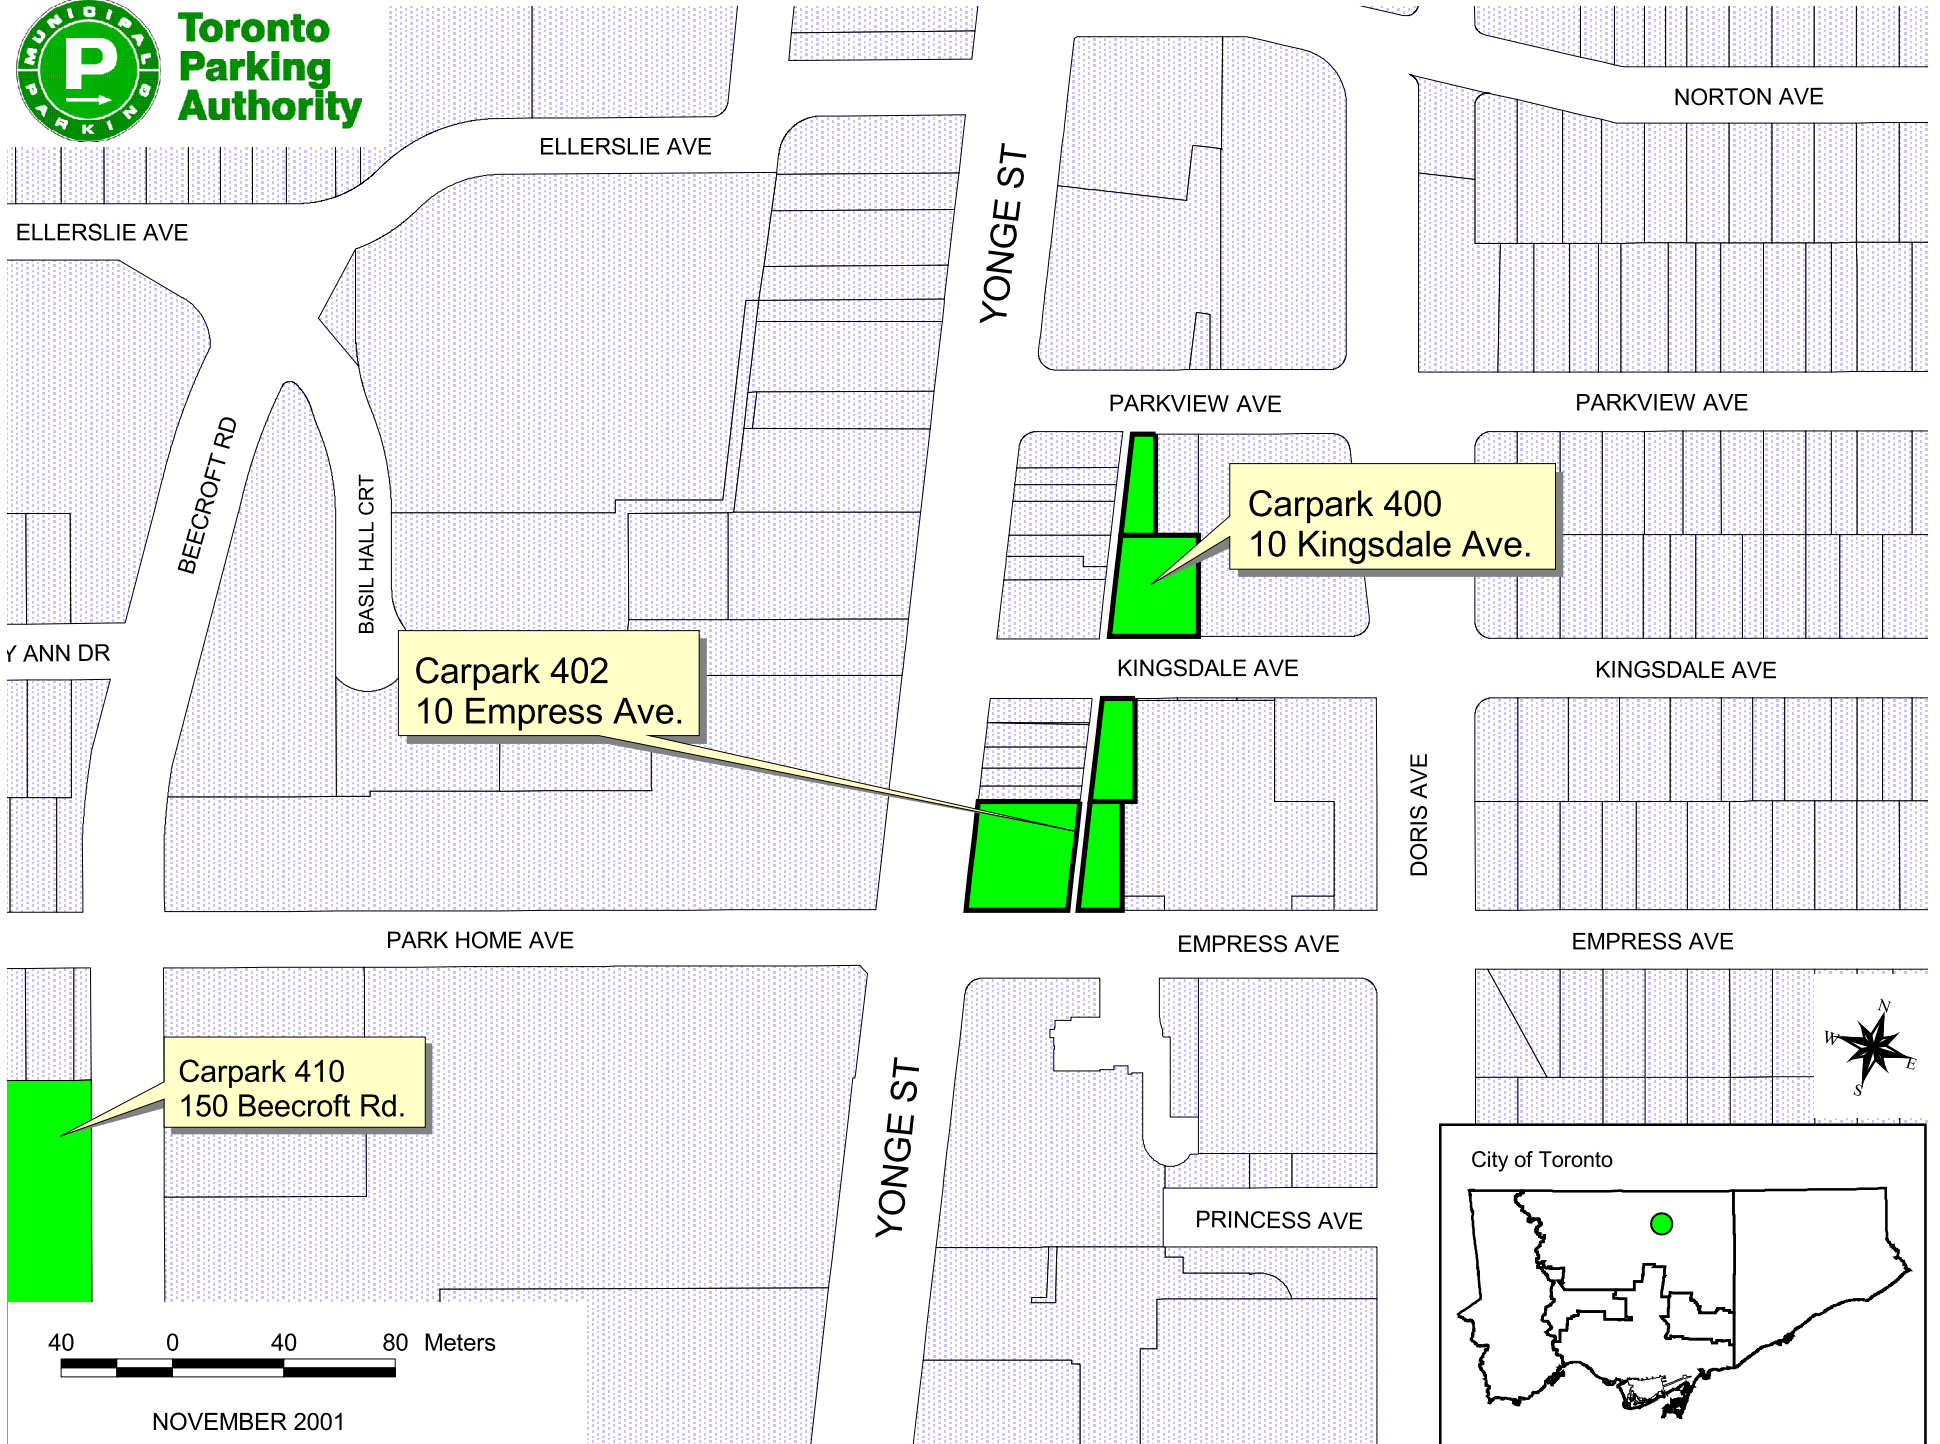 MUNICIPAL
PARKING
P
Toronto
Parking
Authority
NORTON AVE
ELLERSLIE AVE
ELLERSLIE AVE
YONGE ST
PARKVIEW AVE
PARKVIEW AVE
BEECROFT RD
BASIL HALL CRT
Carpark 400
10 Kingsdale Ave.
Y ANN DR
Carpark 402
10 Empress Ave.
KINGSDALE AVE
KINGSDALE AVE
DORIS AVE
PARK HOME AVE
EMPRESS AVE
EMPRESS AVE
N
W
E
S
Carpark 410
150 Beecroft Rd.
YONGE ST
City of Toronto
PRINCESS AVE
40 0 40 80 Meters
NOVEMBER 2001